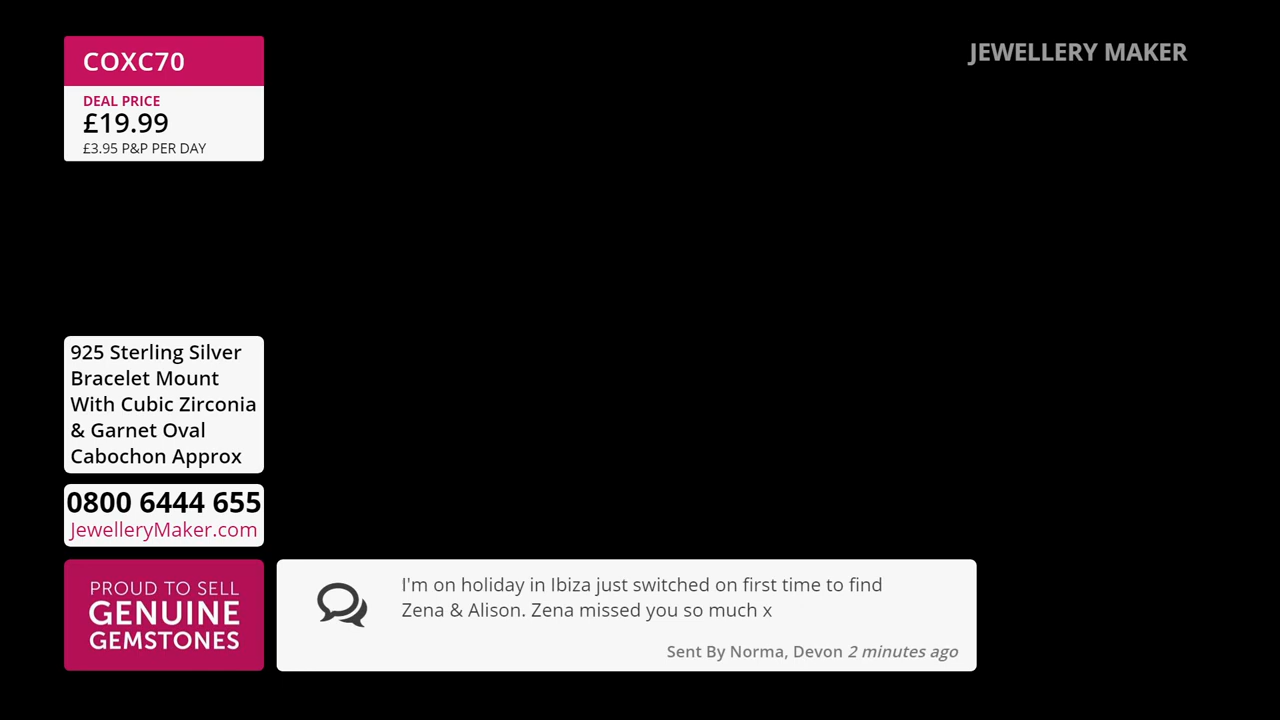 COXC70
DEAL PRICE
£19.99
£3.95 P&P PER DAY
JEWELLERY MAKER
925 Sterling Silver
Bracelet Mount
With Cubic Zirconia
& Garnet Oval
Cabochon Approx
0800 6444 655
JewelleryMaker.com
PROUD TO SELL
GENUINE
GEMSTONES
I'm on holiday in Ibiza just switched on first time to find
Zena & Alison. Zena missed you so much x
Sent By Norma, Devon 2 minutes ago